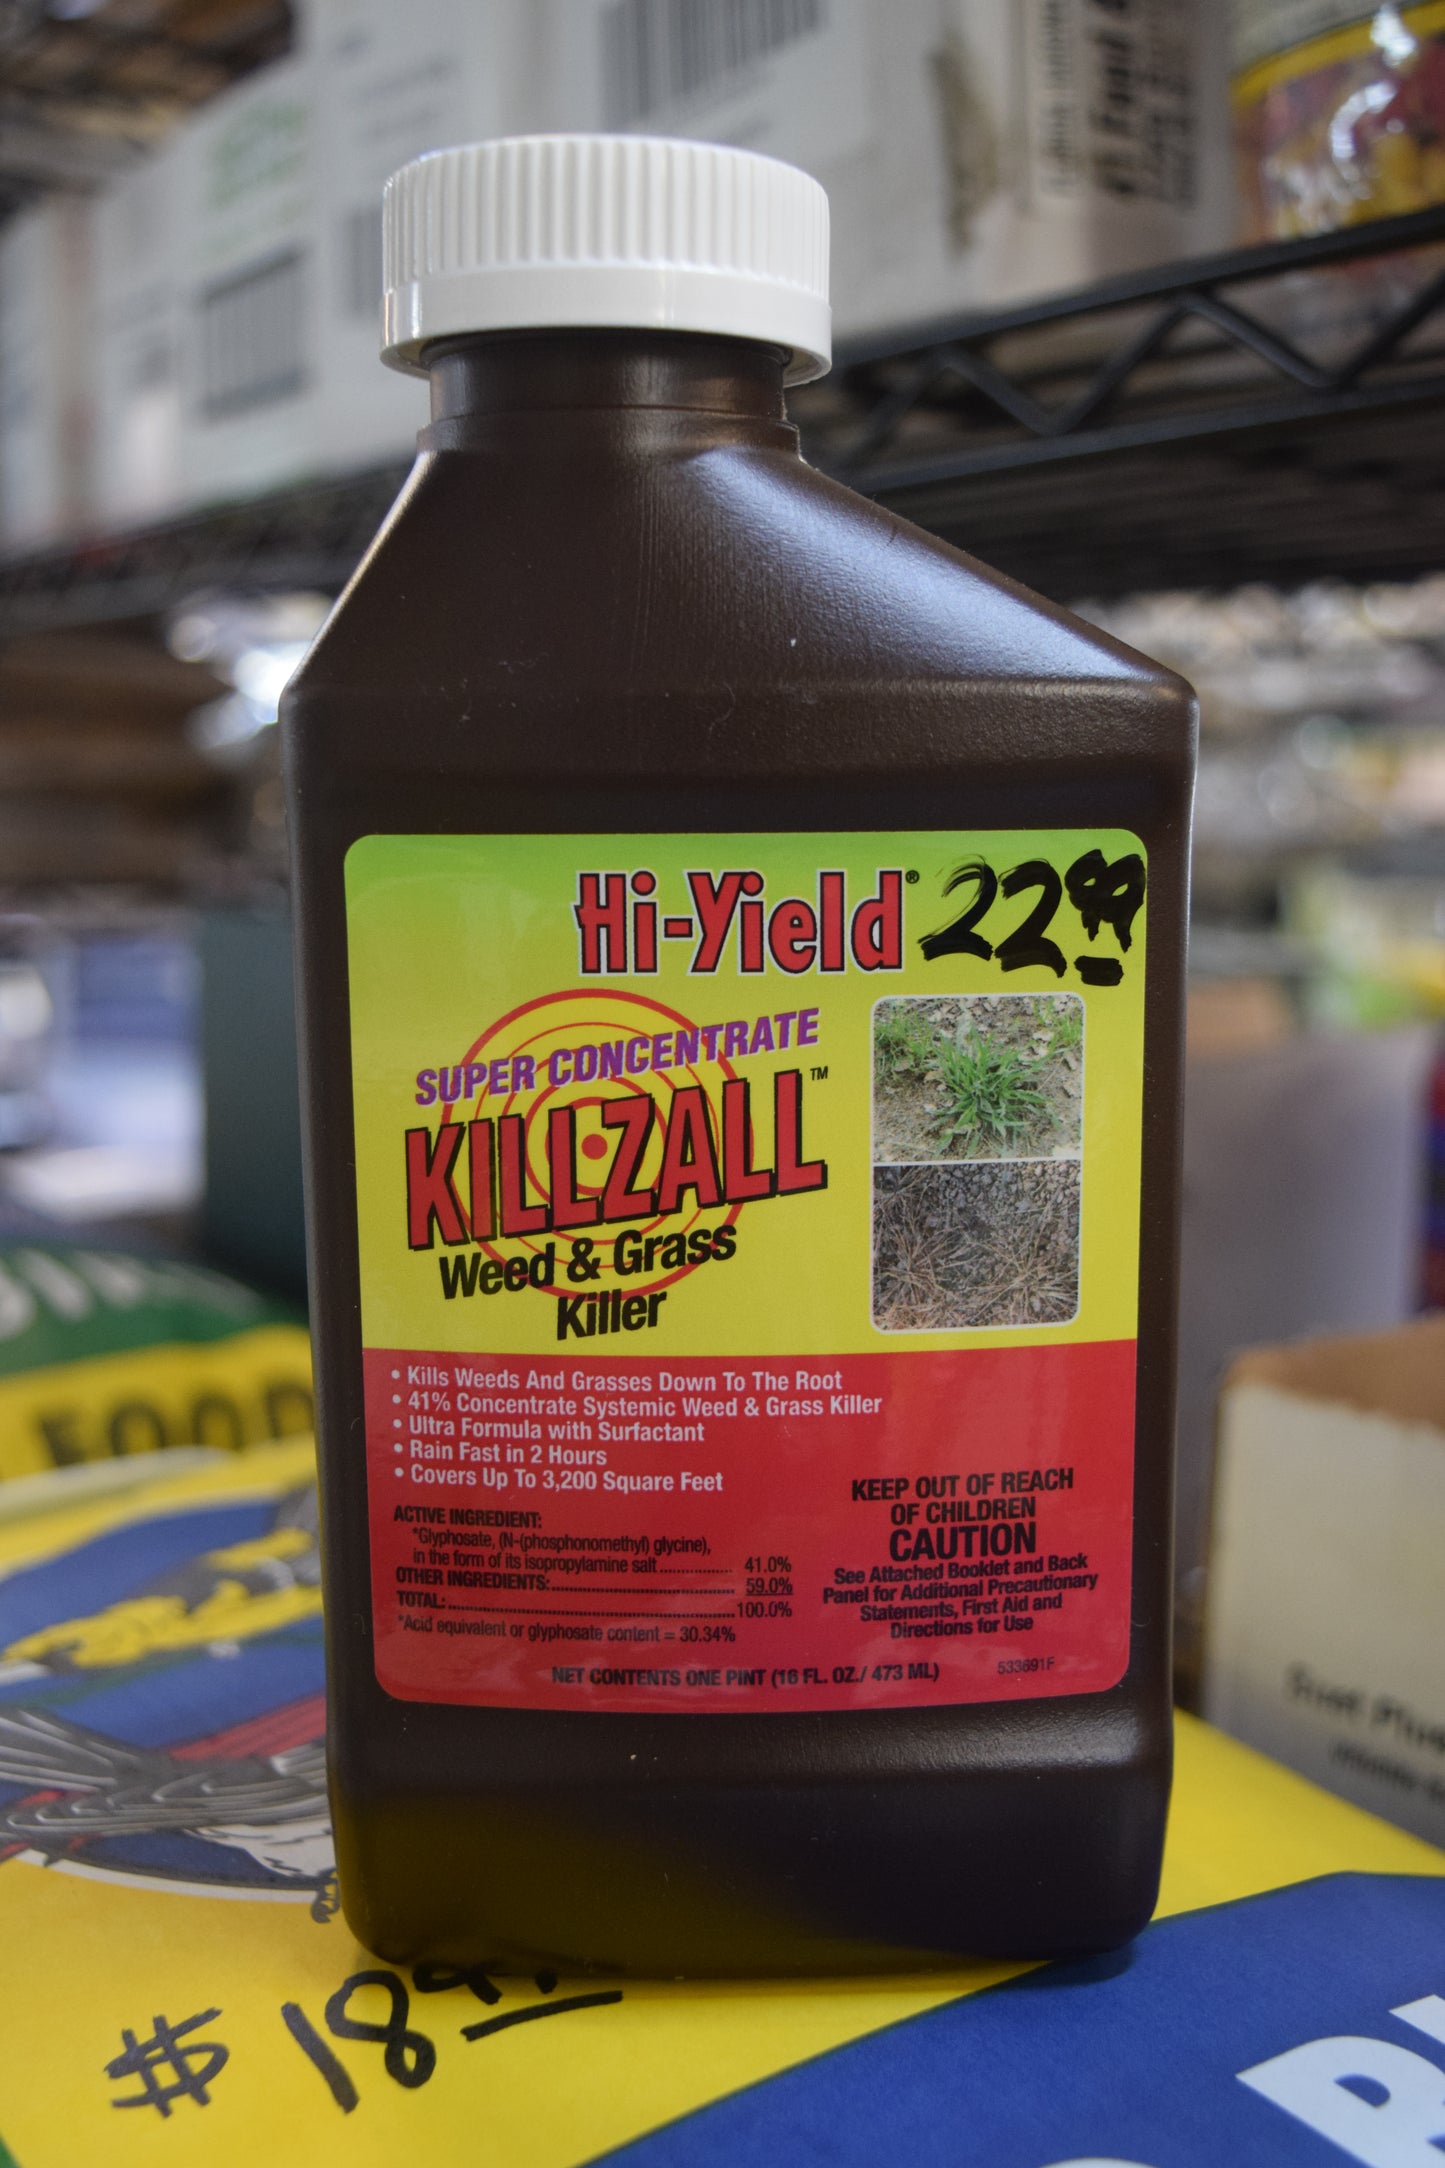 Hi-Yield® 22⁹⁹
SUPER CONCENTRATE
KILLZALL™
Weed & Grass
Killer
• Kills Weeds And Grasses Down To The Root
• 41% Concentrate Systemic Weed & Grass Killer
• Ultra Formula with Surfactant
• Rain Fast in 2 Hours
• Covers Up To 3,200 Square Feet
ACTIVE INGREDIENT:
*Glyphosate, (N-(phosphonomethyl) glycine),
in the form of its isopropylamine salt ................ 41.0%
OTHER INGREDIENTS:................................ 59.0%
TOTAL:................................................ 100.0%
*Acid equivalent or glyphosate content = 30.34%
KEEP OUT OF REACH
OF CHILDREN
CAUTION
See Attached Booklet and Back
Panel for Additional Precautionary
Statements, First Aid and
Directions for Use
NET CONTENTS ONE PINT (16 FL. OZ./ 473 ML)
533691F
FOOD
$ 18